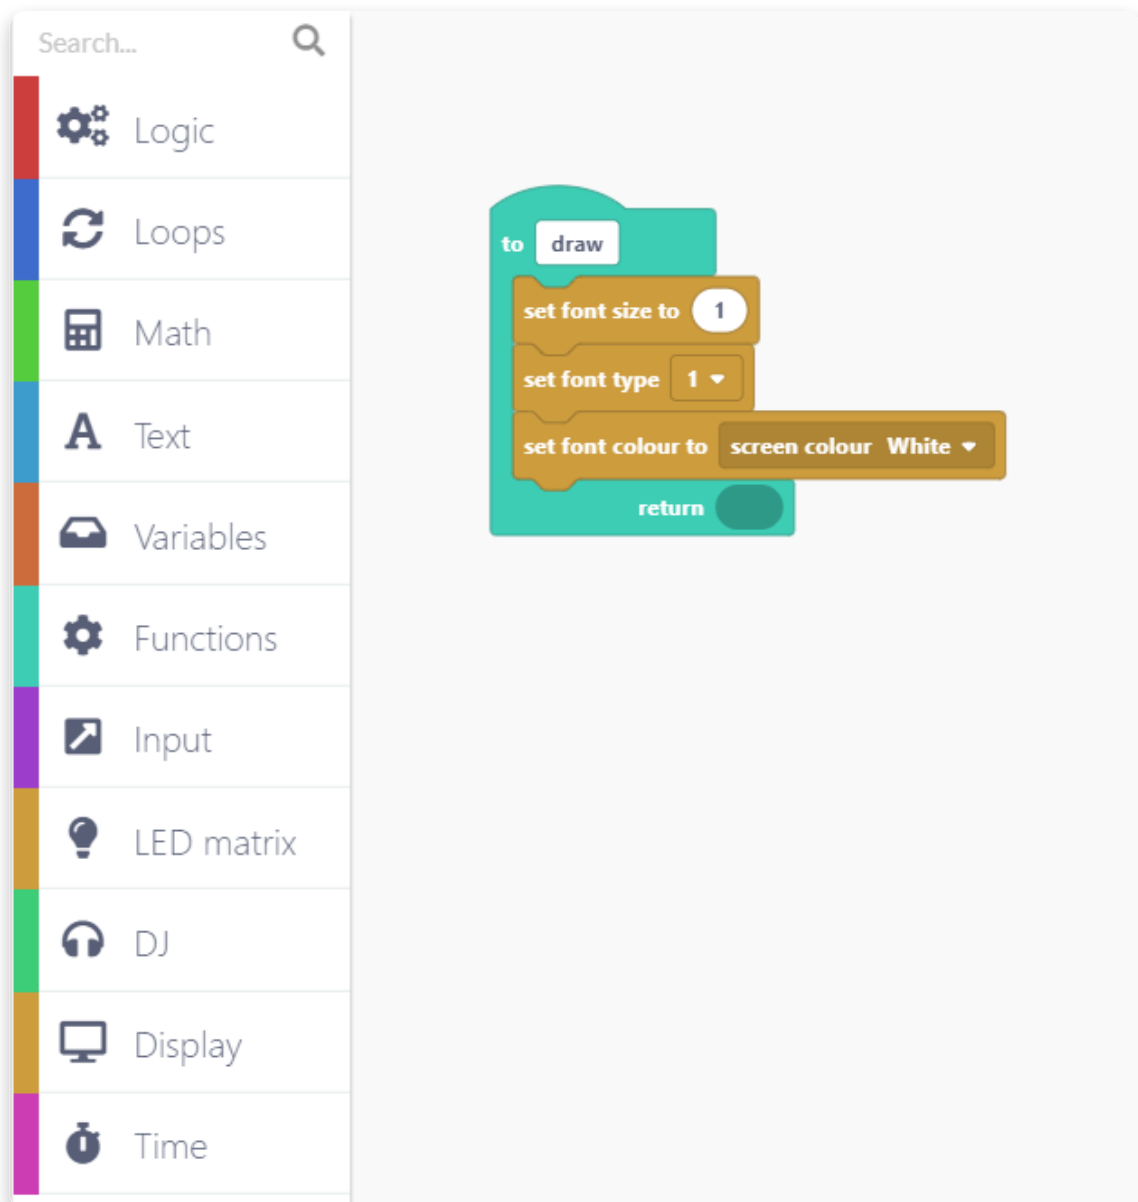 Search...
Logic
Loops
Math
Text
Variables
Functions
Input
LED matrix
DJ
Display
Time
to draw
set font size to 1
set font type 1
set font colour to screen colour White
return